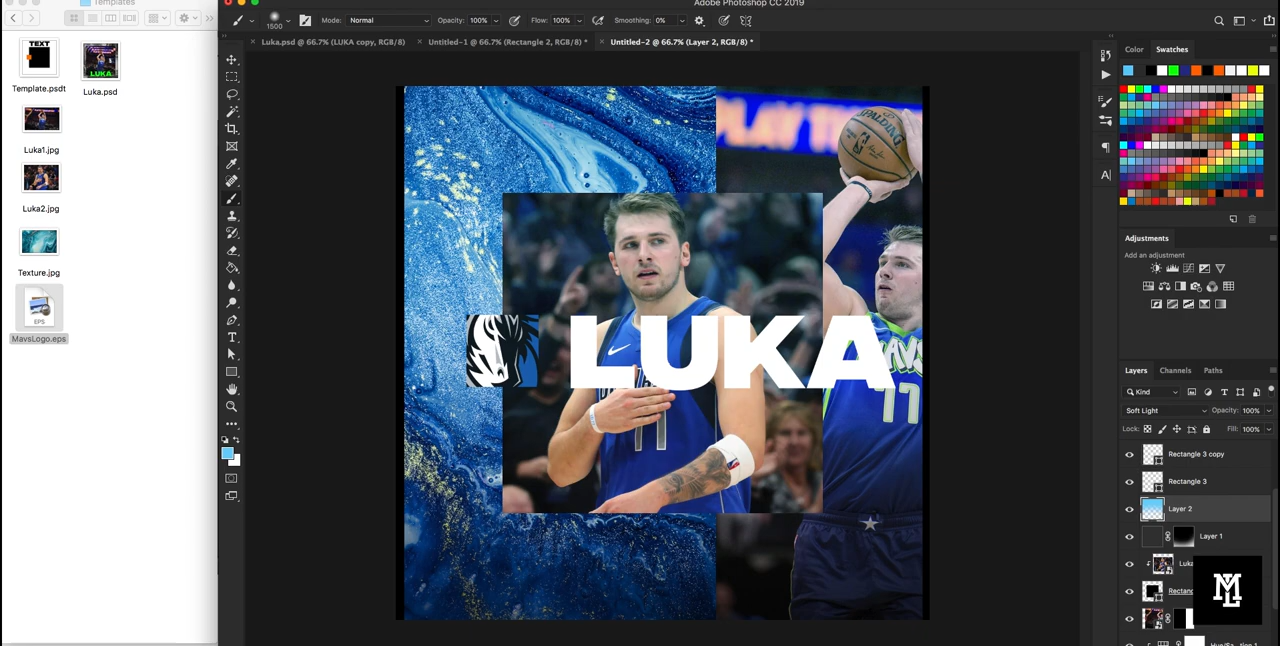 Templates
Adobe Photoshop CC 2019
1500
Mode: Normal
Opacity: 100%
Flow: 100%
Smoothing: 0%
Luka.psd @ 66.7% (LUKA copy, RGB/8)
Untitled-1 @ 66.7% (Rectangle 2, RGB/8) *
Untitled-2 @ 66.7% (Layer 2, RGB/8) *
TEXT
LUKA
Template.psdt
Luka.psd
Luka1.jpg
Luka2.jpg
Texture.jpg
EPS
MavsLogo.eps
PLAY
SPALDING
LUKA
77
77
Color
Swatches
Adjustments
Add an adjustment
Layers
Channels
Paths
Kind
Soft Light
Opacity: 100%
Lock:
Fill: 100%
Rectangle 3 copy
Rectangle 3
Layer 2
Layer 1
ML